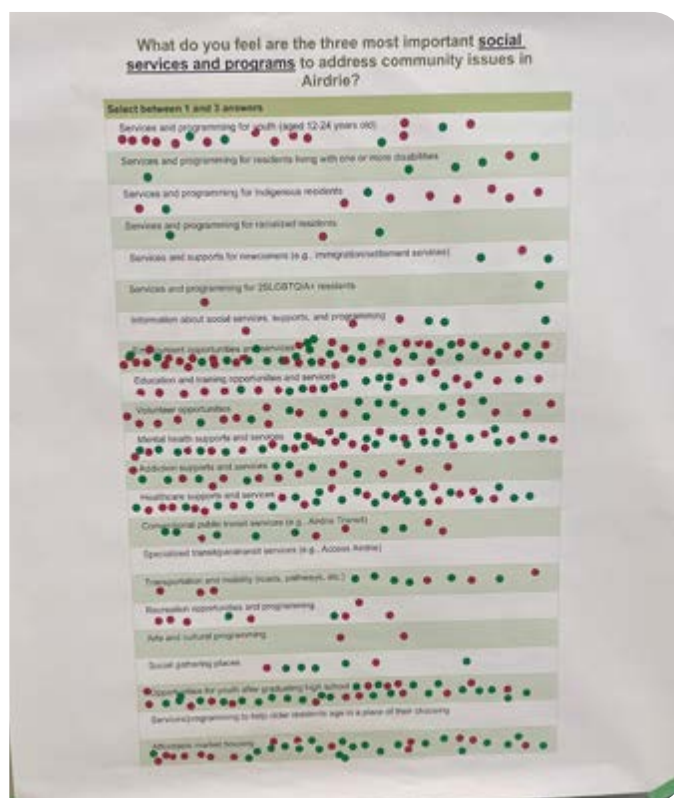 What do you feel are the three most important social
services and programs to address community issues in
Airdrie?
Select between 1 and 3 answers
Services and programming for youth (aged 12-24 years old)
Services and programming for residents living with one or more disabilities
Services and programming for Indigenous residents
Services and programming for racialized residents
Services and supports for newcomers (e.g., immigration/settlement services)
Services and programming for 2SLGBTQIA+ residents
Information about social services, supports, and programming
Employment opportunities and services
Education and training opportunities and services
Volunteer opportunities
Mental health supports and services
Addiction supports and services
Healthcare supports and services
Conventional public transit services (e.g., Airdrie Transit)
Specialized transit/paratransit services (e.g., Access Airdrie)
Transportation and mobility (roads, pathways, etc.)
Recreation opportunities and programming
Arts and cultural programming
Social gathering places
Opportunities for youth after graduating high school
Services/programming to help older residents age in a place of their choosing
Affordable market housing